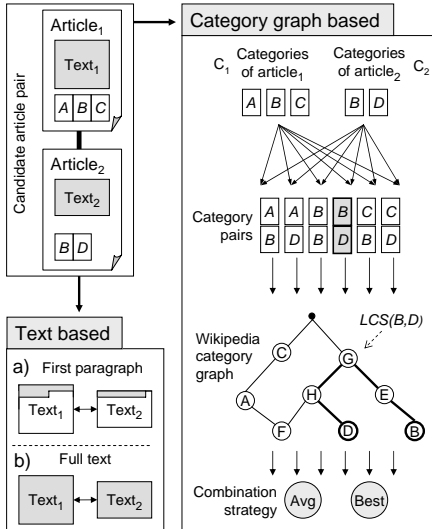 Candidate article pair
Article1
Text1
A B C
Article2
Text2
B D
Text based
a) First paragraph
Text1 Text2
b) Full text
Text1 Text2
Category graph based
C1 Categories of article1
Categories of article2 C2
A B C B D
Category pairs
A A B B C C
B D B D B D
Wikipedia category graph
LCS(B,D)
C
G
A
H
E
F
D
B
Combination strategy
Avg
Best